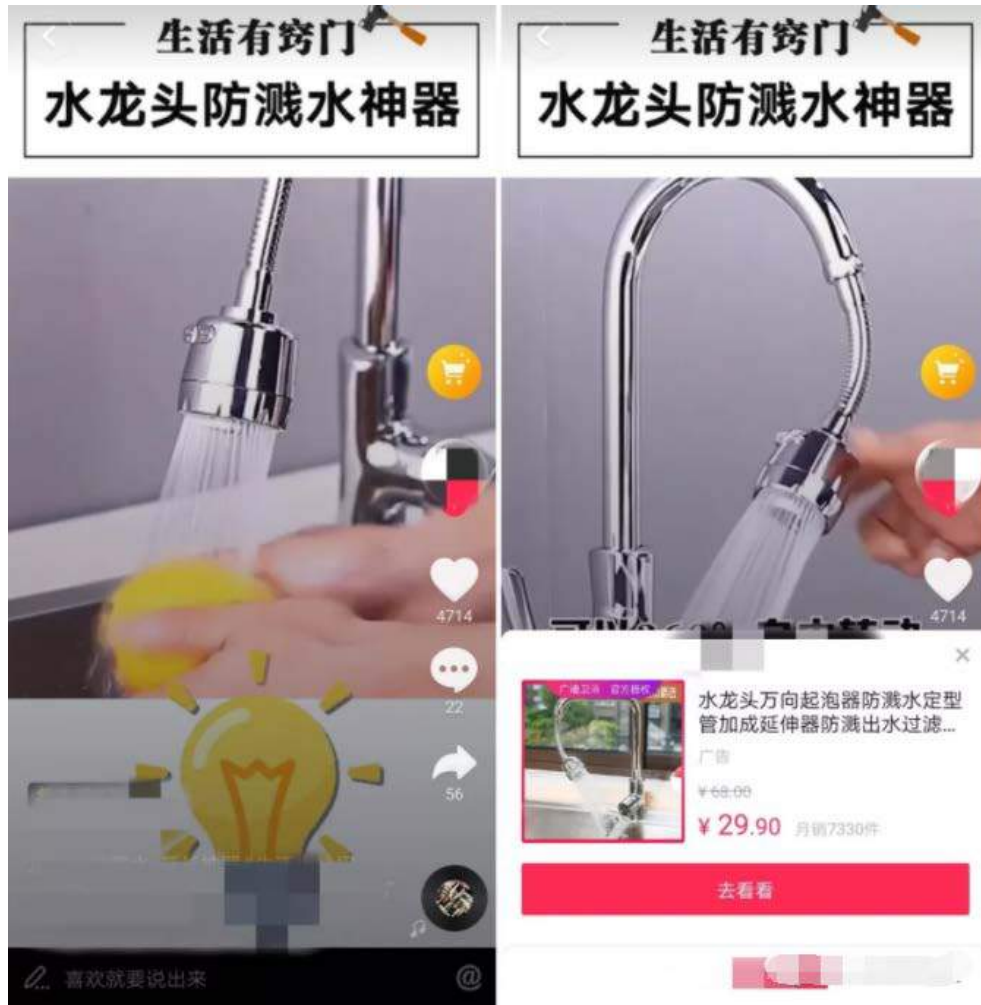 生活有窍门
水龙头防溅水神器
4714
22
56
喜欢就要说出来
@
生活有窍门
水龙头防溅水神器
4714
水龙头万向起泡器防溅水定型
管加成延伸器防溅出水过滤...
广告
¥68.00
¥ 29.90 月销7330件
去看看